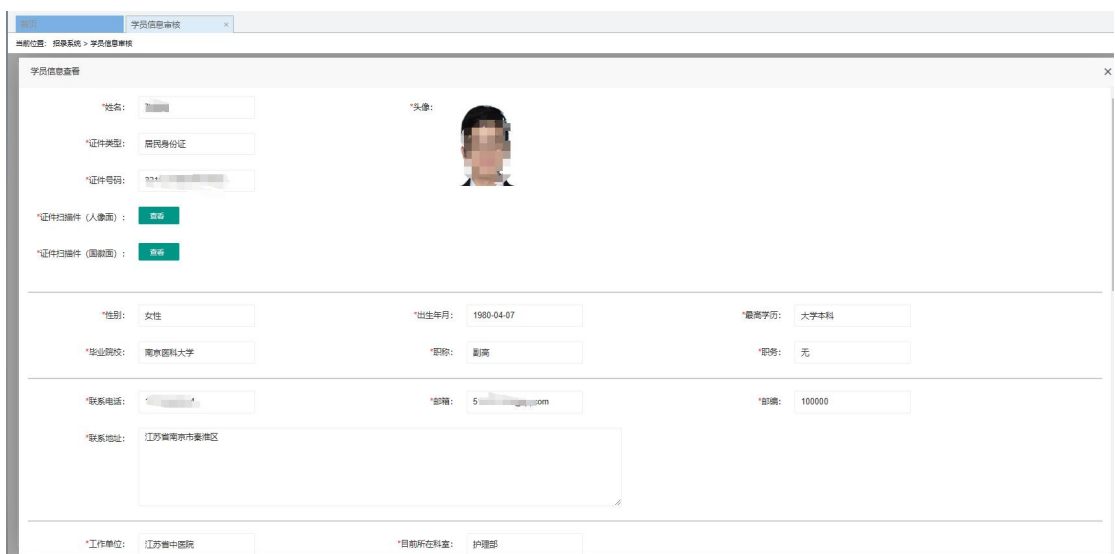 首页 学员信息审核 ×
当前位置： 招录系统 > 学员信息审核
学员信息查看 ×
*姓名： *头像：
*证件类型： 居民身份证
*证件号码：
*证件扫描件（人像面）： 查看
*证件扫描件（国徽面）： 查看
*性别： 女性 *出生年月： 1980-04-07 *最高学历： 大学本科
*毕业院校： 南京医科大学 *职称： 副高 *职务： 无
*联系电话： *邮箱： 5 com *邮编： 100000
*联系地址： 江苏省南京市秦淮区
*工作单位： 江苏省中医院 *目前所在科室： 护理部